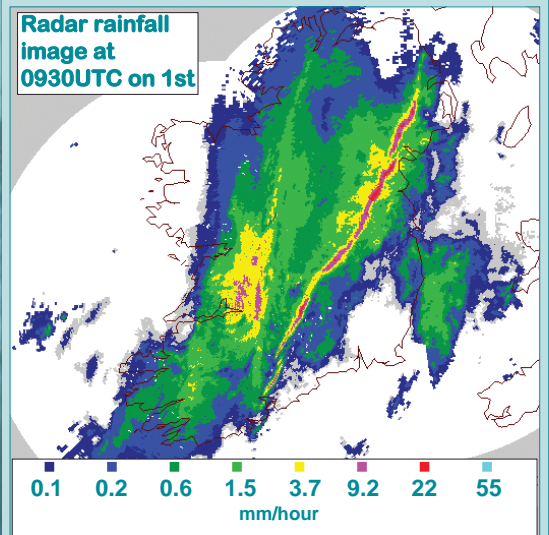 Radar rainfall
image at
0930UTC on 1st
0.1 0.2 0.6 1.5 3.7 9.2 22 55
mm/hour